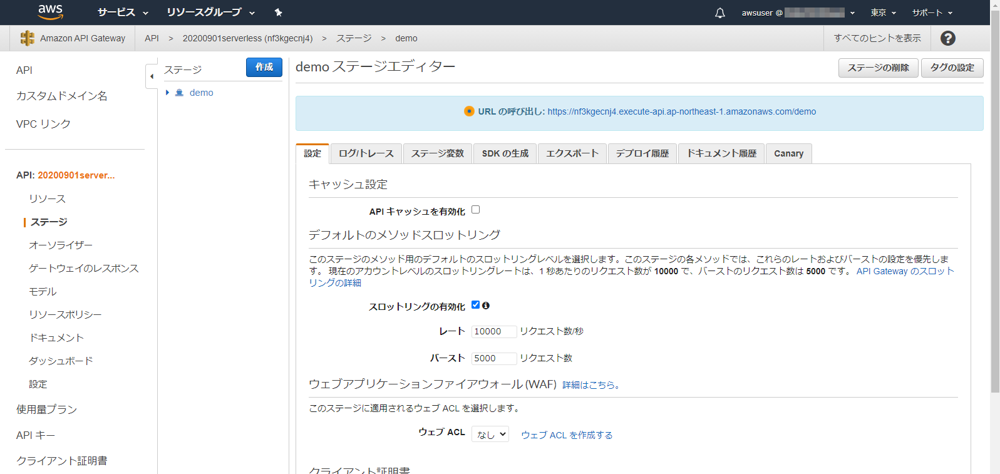 aws サービス リソースグループ awsuser @ 東京 サポート
Amazon API Gateway API > 20200901serverless (nf3kgecnj4) > ステージ > demo すべてのヒントを表示 ?
API
カスタムドメイン名
VPC リンク
API: 20200901server...
リソース
ステージ
オーソライザー
ゲートウェイのレスポンス
モデル
リソースポリシー
ドキュメント
ダッシュボード
設定
使用量プラン
API キー
クライアント証明書
ステージ 作成
demo
demo ステージエディター ステージの削除 タグの設定
URL の呼び出し: https://nf3kgecnj4.execute-api.ap-northeast-1.amazonaws.com/demo
設定 ログ/トレース ステージ変数 SDK の生成 エクスポート デプロイ履歴 ドキュメント履歴 Canary
キャッシュ設定
API キャッシュを有効化
デフォルトのメソッドスロットリング
このステージのメソッド用のデフォルトのスロットリングレベルを選択します。このステージの各メソッドでは、これらのレートおよびバーストの設定を優先しま
す。 現在のアカウントレベルのスロットリングレートは、1 秒あたりのリクエスト数が 10000 で、バーストのリクエスト数は 5000 です。 API Gateway のスロット
リングの詳細
スロットリングの有効化
レート 10000 リクエスト数/秒
バースト 5000 リクエスト数
ウェブアプリケーションファイアウォール (WAF) 詳細はこちら。
このステージに適用されるウェブ ACL を選択します。
ウェブ ACL なし ウェブ ACL を作成する
クライアント証明書